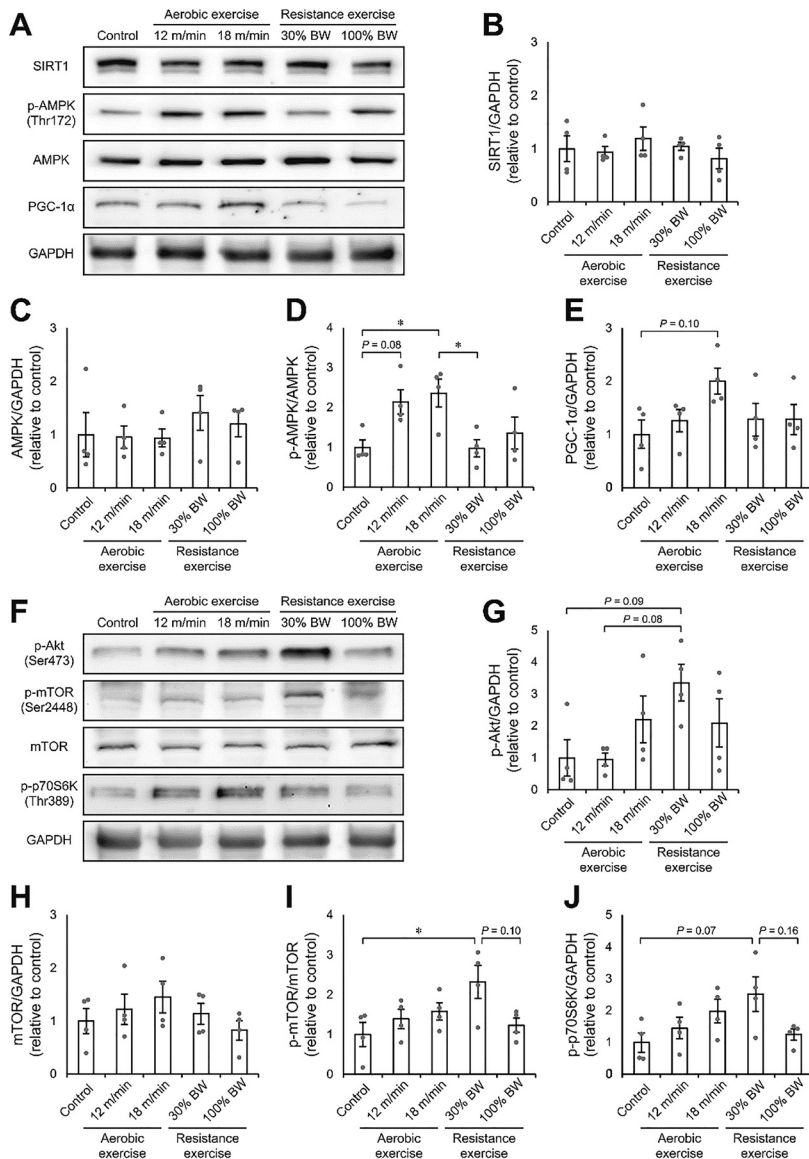 A
Aerobic exercise
Resistance exercise
Control
12 m/min
18 m/min
30% BW
100% BW
SIRT1
p-AMPK
(Thr172)
AMPK
PGC-1α
GAPDH
B
SIRT1/GAPDH
(relative to control)
3
2
1
0
Control
12 m/min
18 m/min
30% BW
100% BW
Aerobic
exercise
Resistance
exercise
C
AMPK/GAPDH
(relative to control)
3
2
1
0
Control
12 m/min
18 m/min
30% BW
100% BW
Aerobic
exercise
Resistance
exercise
D
p-AMPK/AMPK
(relative to control)
4
3
2
1
0
*
P = 0.08
*
Control
12 m/min
18 m/min
30% BW
100% BW
Aerobic
exercise
Resistance
exercise
E
PGC-1α/GAPDH
(relative to control)
3
2
1
0
P = 0.10
Control
12 m/min
18 m/min
30% BW
100% BW
Aerobic
exercise
Resistance
exercise
F
Aerobic exercise
Resistance exercise
Control
12 m/min
18 m/min
30% BW
100% BW
p-Akt
(Ser473)
p-mTOR
(Ser2448)
mTOR
p-p70S6K
(Thr389)
GAPDH
G
p-Akt/GAPDH
(relative to control)
5
4
3
2
1
0
P = 0.09
P = 0.08
Control
12 m/min
18 m/min
30% BW
100% BW
Aerobic
exercise
Resistance
exercise
H
mTOR/GAPDH
(relative to control)
3
2
1
0
Control
12 m/min
18 m/min
30% BW
100% BW
Aerobic
exercise
Resistance
exercise
I
p-mTOR/mTOR
(relative to control)
4
3
2
1
0
*
P = 0.10
Control
12 m/min
18 m/min
30% BW
100% BW
Aerobic
exercise
Resistance
exercise
J
p-p70S6K/GAPDH
(relative to control)
5
4
3
2
1
0
P = 0.07
P = 0.16
Control
12 m/min
18 m/min
30% BW
100% BW
Aerobic
exercise
Resistance
exercise